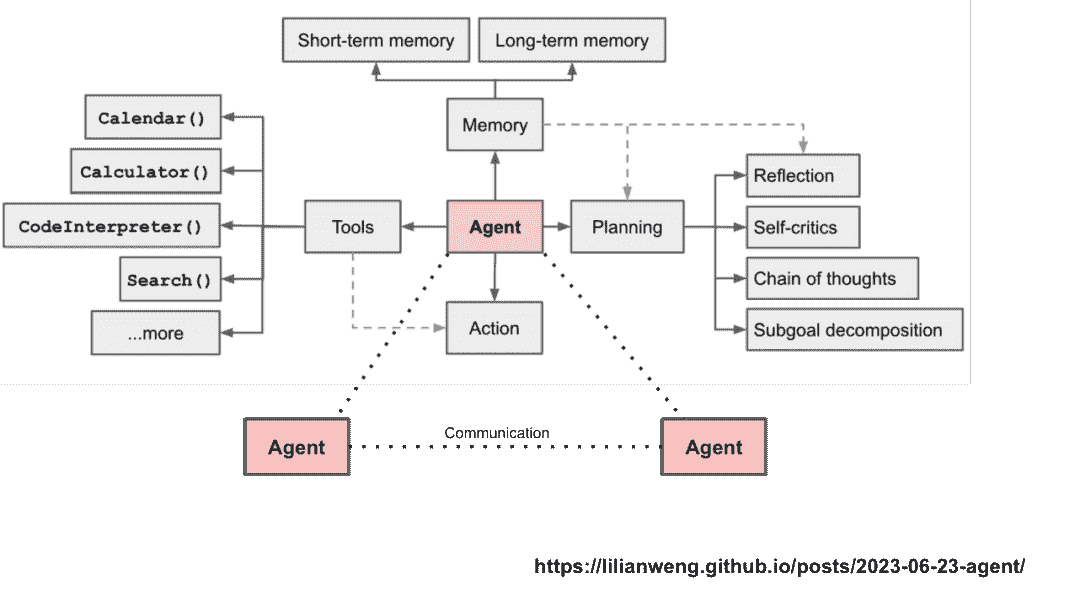 Short-term memory
Long-term memory
Calendar()
Memory
Calculator()
Reflection
CodeInterpreter()
Tools
Agent
Planning
Self-critics
Search()
Chain of thoughts
...more
Action
Subgoal decomposition
Agent
Communication
Agent
https://lilianweng.github.io/posts/2023-06-23-agent/